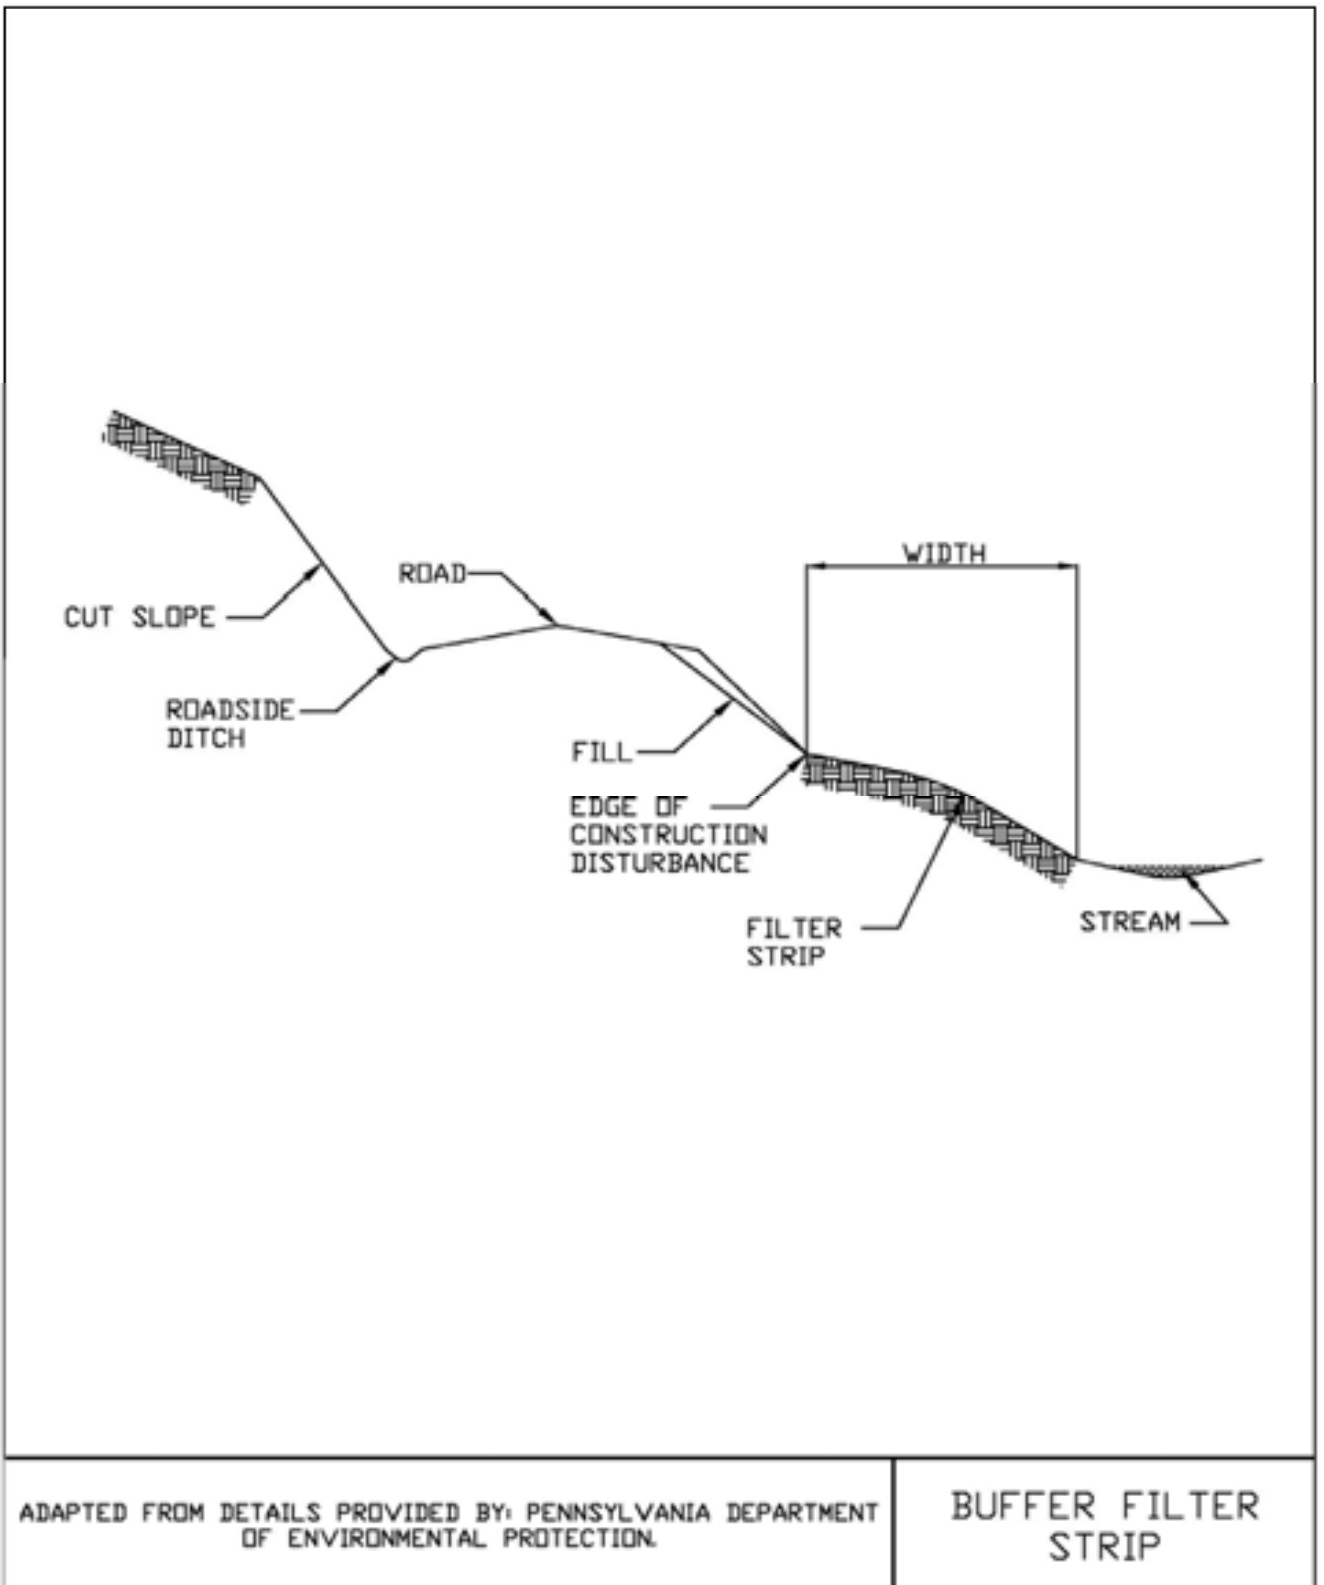 WIDTH
ROAD
CUT SLOPE
ROADSIDE
DITCH
FILL
EDGE OF
CONSTRUCTION
DISTURBANCE
FILTER
STRIP
STREAM
ADAPTED FROM DETAILS PROVIDED BY: PENNSYLVANIA DEPARTMENT
OF ENVIRONMENTAL PROTECTION.
BUFFER FILTER
STRIP